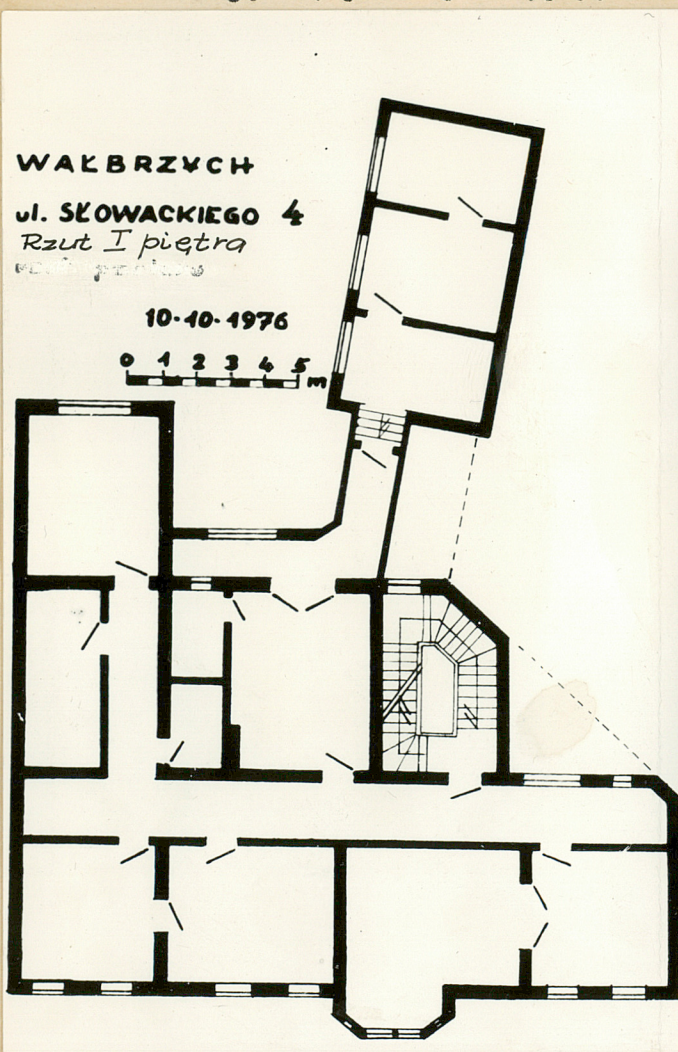 WAŁBRZYCH
ul. SŁOWACKIEGO 4
Rzut I piętra
10·10·1976
0 1 2 3 4 5 m